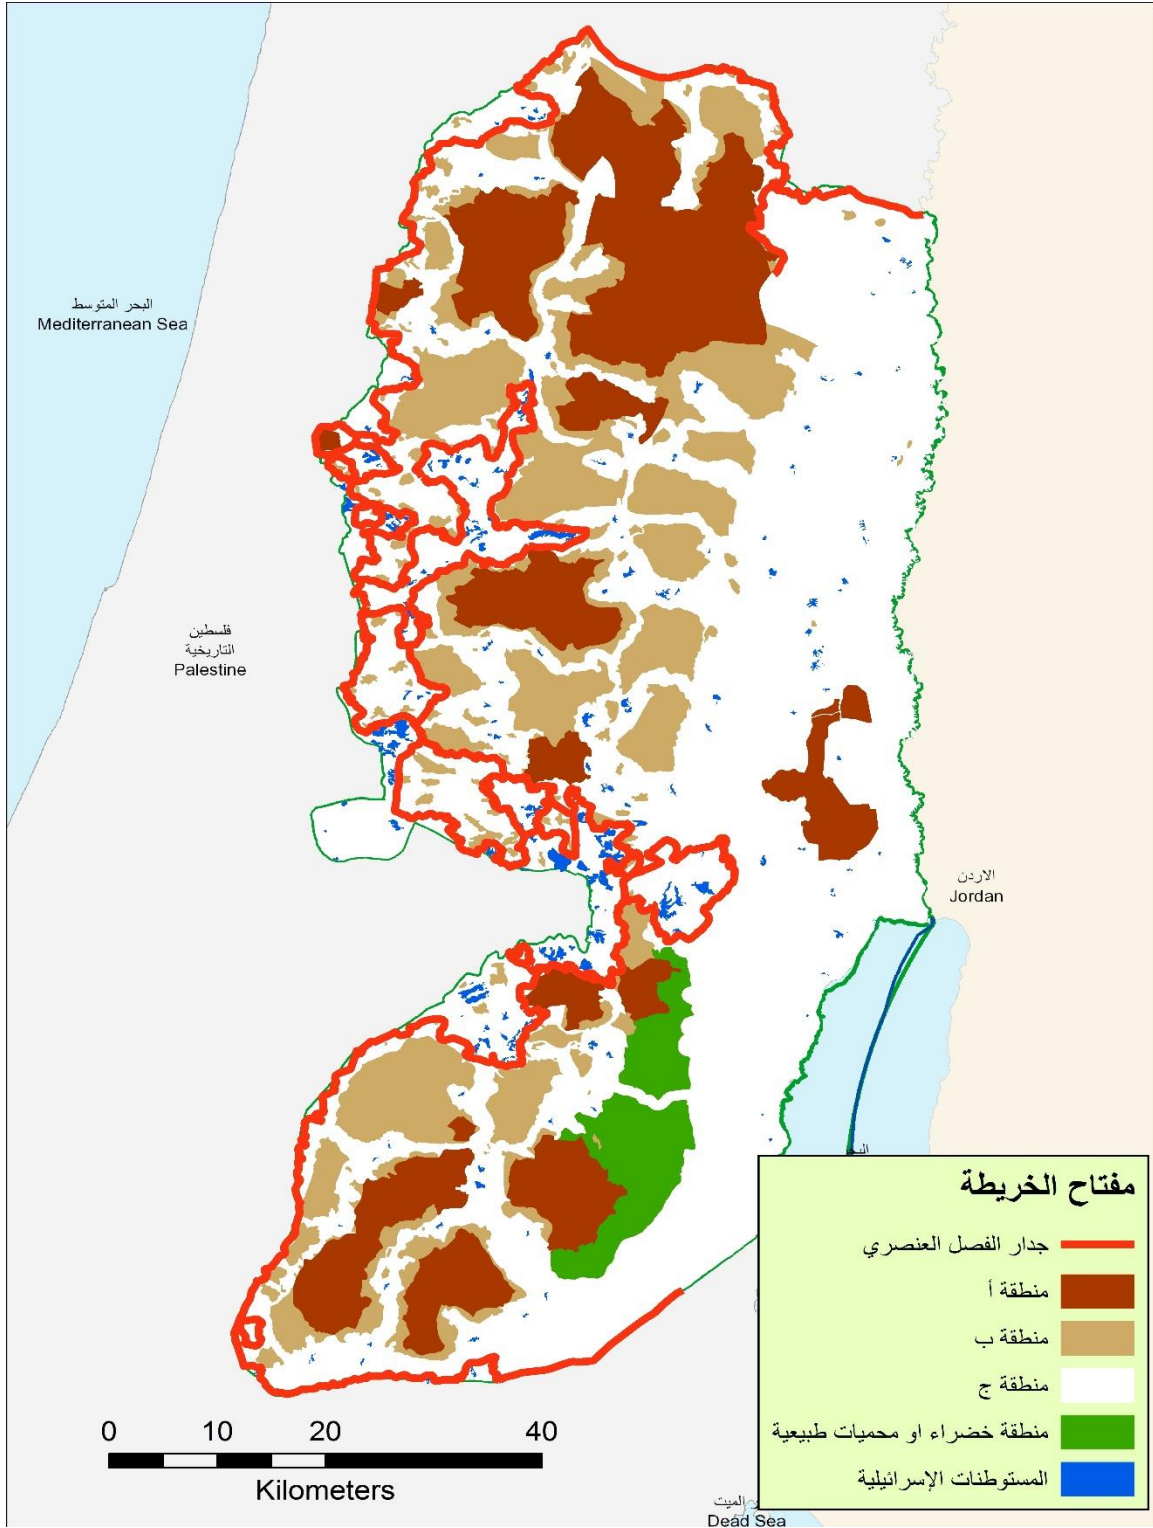 البحر المتوسط
Mediterranean Sea
فلسطين
التاريخية
Palestine
الاردن
Jordan
مفتاح الخريطة
جدار الفصل العنصري
منطقة أ
منطقة ب
منطقة ج
منطقة خضراء او محميات طبيعية
المستوطنات الإسرائيلية
0 10 20 40
Kilometers
الميت
Dead Sea